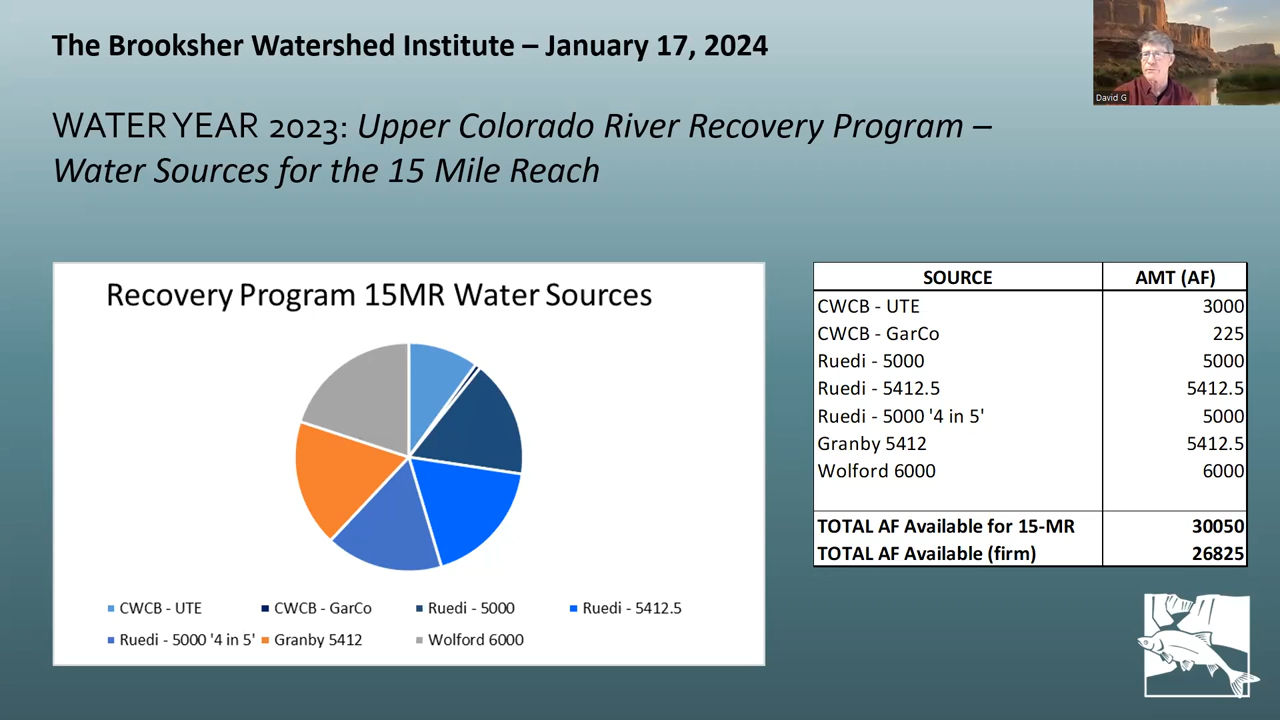 The Brooksher Watershed Institute – January 17, 2024
David G
WATER YEAR 2023: Upper Colorado River Recovery Program –
Water Sources for the 15 Mile Reach
Recovery Program 15MR Water Sources
CWCB - UTE
CWCB - GarCo
Ruedi - 5000
Ruedi - 5412.5
Ruedi - 5000 '4 in 5'
Granby 5412
Wolford 6000
SOURCE AMT (AF)
CWCB - UTE 3000
CWCB - GarCo 225
Ruedi - 5000 5000
Ruedi - 5412.5 5412.5
Ruedi - 5000 '4 in 5' 5000
Granby 5412 5412.5
Wolford 6000 6000
TOTAL AF Available for 15-MR 30050
TOTAL AF Available (firm) 26825